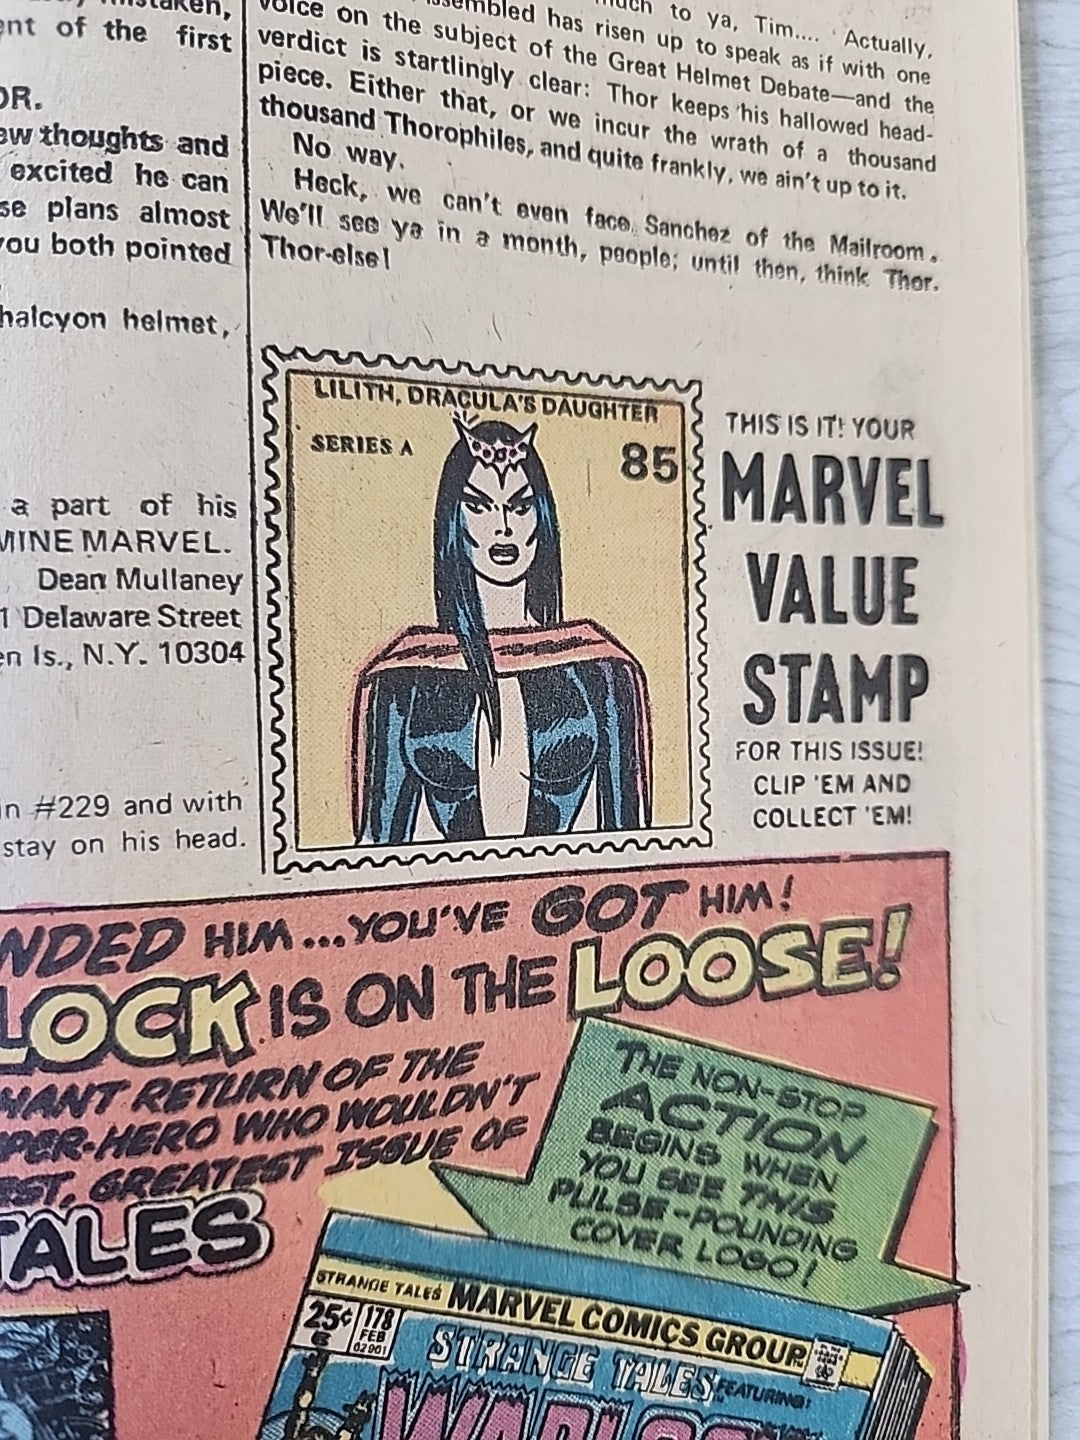 ent of the first
OR.
ew thoughts and
excited he can
se plans almost
you both pointed
halcyon helmet,
a part of his
MINE MARVEL.
Dean Mullaney
1 Delaware Street
en Is., N.Y. 10304
in #229 and with
stay on his head.
much to ya, Tim.... Actually,
ssembled has risen up to speak as if with one
voice on the subject of the Great Helmet Debate—and the
verdict is startlingly clear: Thor keeps his hallowed head-
piece. Either that, or we incur the wrath of a thousand
thousand Thorophiles, and quite frankly, we ain't up to it.
No way.
Heck, we can't even face Sanchez of the Mailroom.
We'll see ya in a month, people; until then, think Thor.
Thor-else!
LILITH, DRACULA'S DAUGHTER
SERIES A
85
THIS IS IT! YOUR
MARVEL
VALUE
STAMP
FOR THIS ISSUE!
CLIP 'EM AND
COLLECT 'EM!
NDED HIM...YOU'VE GOT HIM!
LOCK IS ON THE LOOSE!
HANT RETURN OF THE
PER-HERO WHO WOULDN'T
EST, GREATEST ISSUE OF
TALES
THE NON-STOP
ACTION
BEGINS WHEN
YOU SEE THIS
PULSE-POUNDING
COVER LOGO!
STRANGE TALES MARVEL COMICS GROUP
25¢ 178
FEB
02901
STRANGE TALES FEATURING: